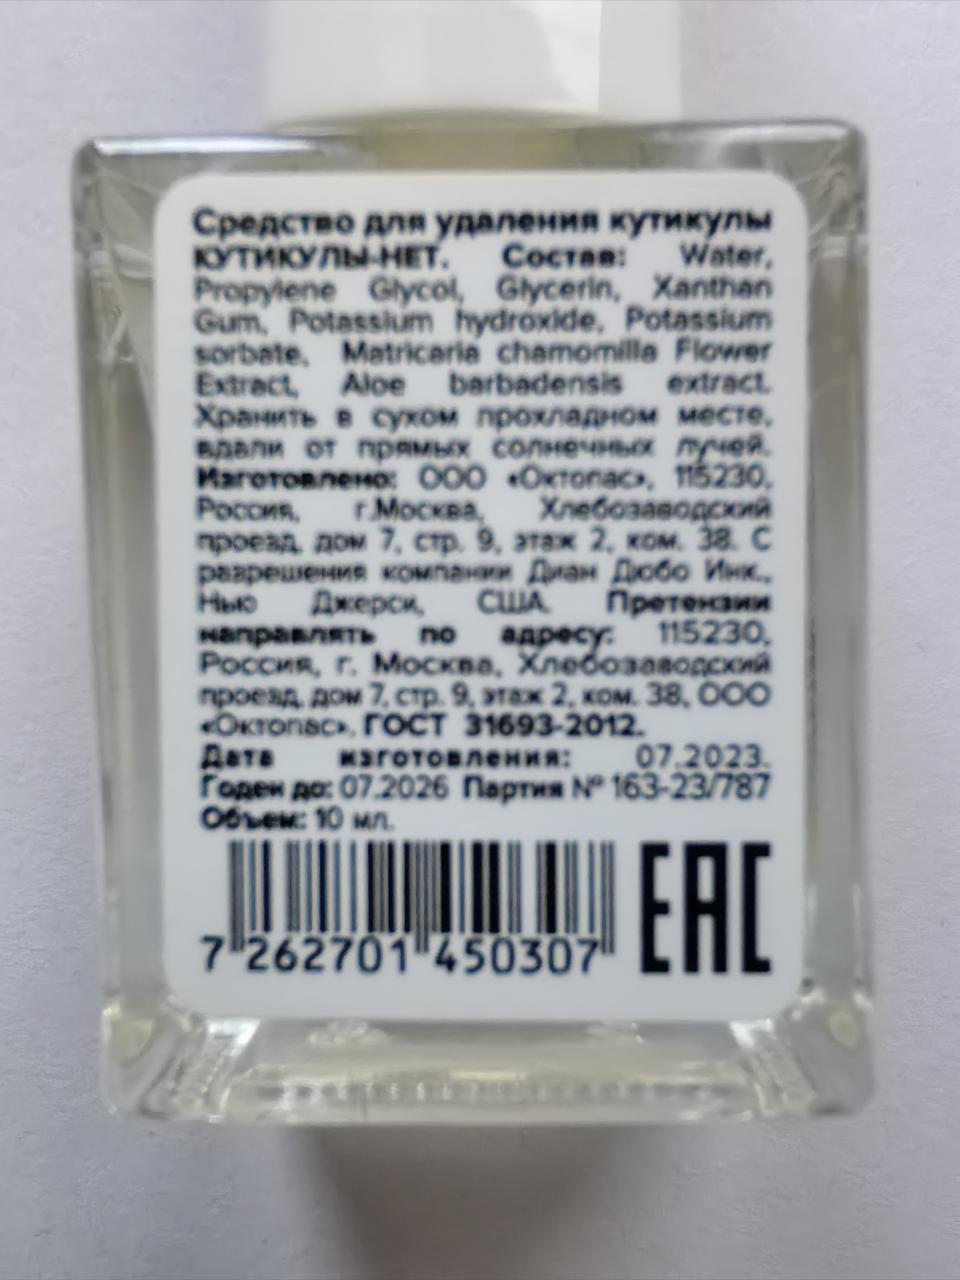 Средство для удаления кутикулы
КУТИКУЛЫ-НЕТ. Состав: Water,
Propylene Glycol, Glycerin, Xanthan
Gum, Potassium hydroxide, Potassium
sorbate, Matricaria chamomilla Flower
Extract, Aloe barbadensis extract.
Хранить в сухом прохладном месте,
вдали от прямых солнечных лучей.
Изготовлено: ООО «Октопас», 115230,
Россия, г.Москва, Хлебозаводский
проезд, дом 7, стр. 9, этаж 2, ком. 38. С
разрешения компании Диан Дюбо Инк.,
Нью Джерси, США. Претензии
направлять по адресу: 115230,
Россия, г. Москва, Хлебозаводский
проезд, дом 7, стр. 9, этаж 2, ком. 38, ООО
«Октопас». ГОСТ 31693-2012.
Дата изготовления: 07.2023.
Годен до: 07.2026 Партия № 163-23/787
Объем: 10 мл.
7 262701 450307 EAC